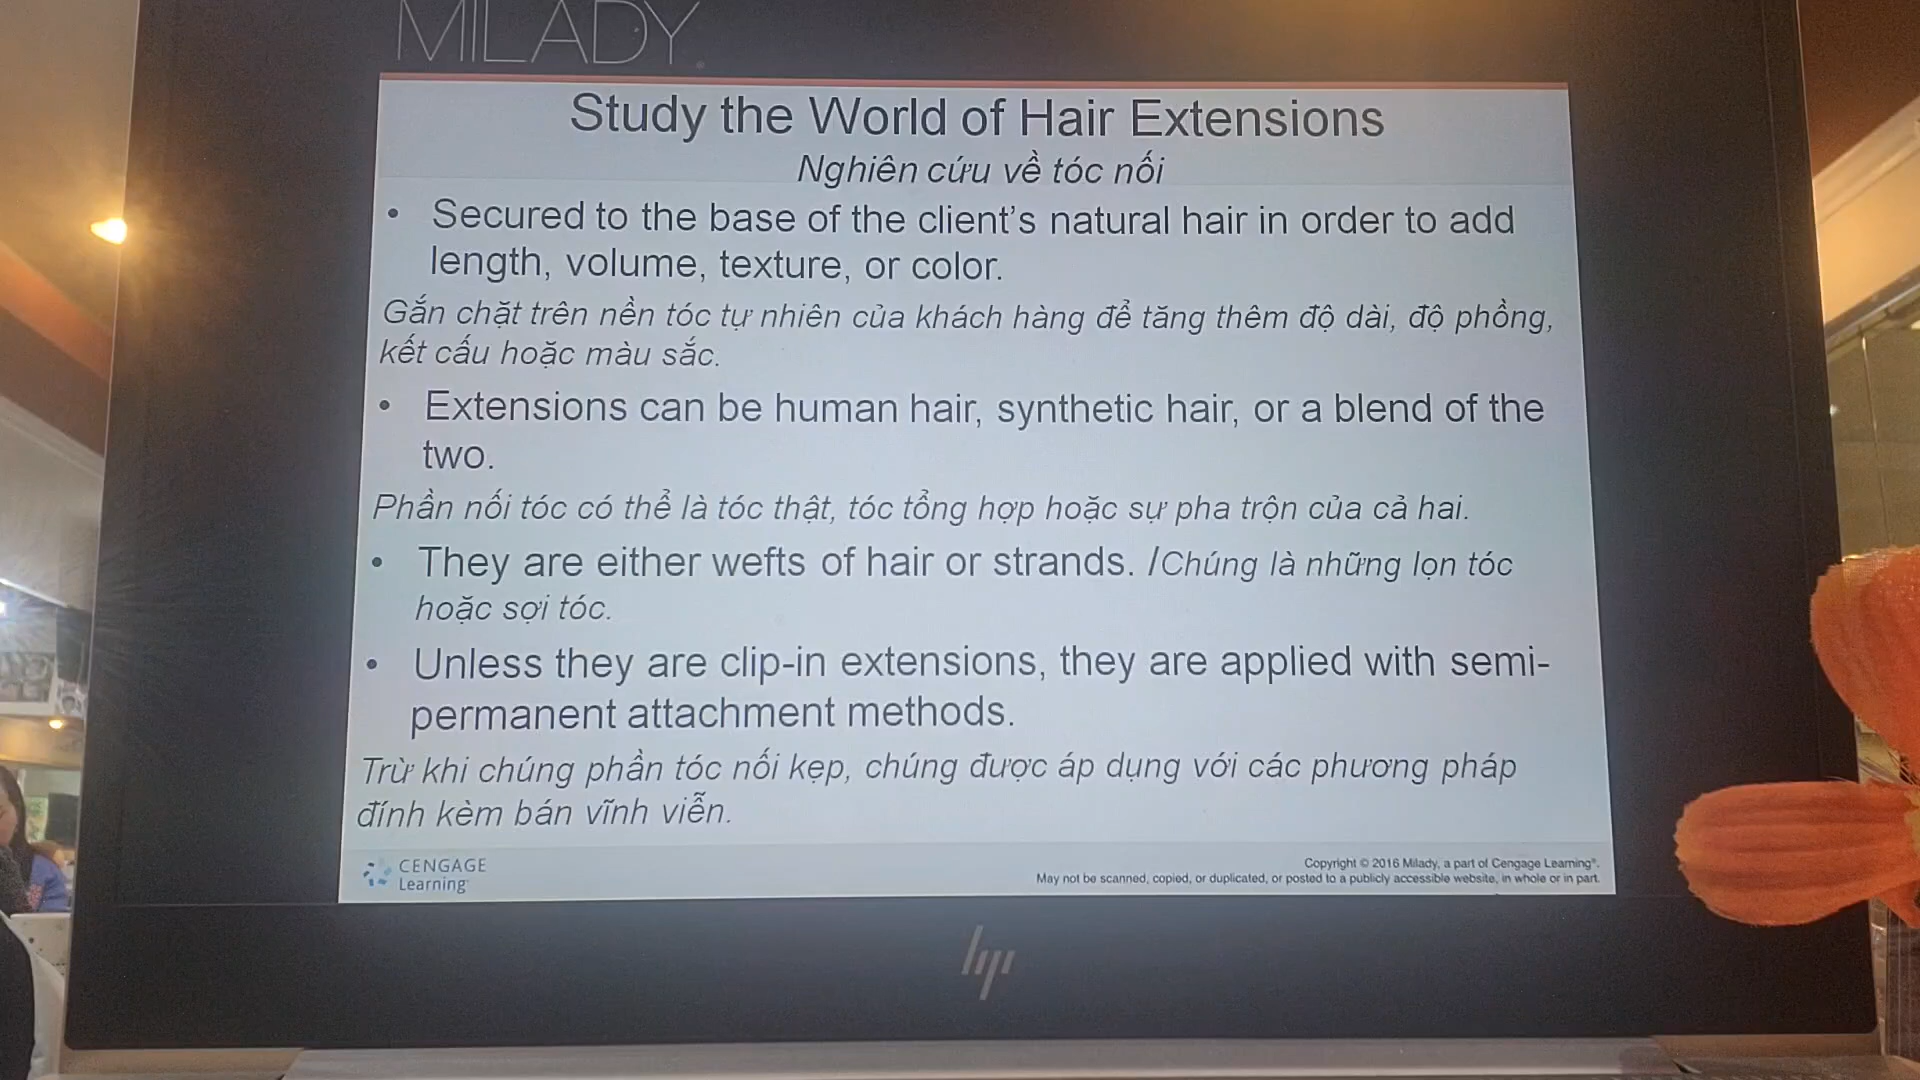 MILADY
Study the World of Hair Extensions
Nghiên cứu về tóc nối
• Secured to the base of the client’s natural hair in order to add
length, volume, texture, or color.
Gắn chặt trên nền tóc tự nhiên của khách hàng để tăng thêm độ dài, độ phồng,
kết cấu hoặc màu sắc.
• Extensions can be human hair, synthetic hair, or a blend of the
two.
Phần nối tóc có thể là tóc thật, tóc tổng hợp hoặc sự pha trộn của cả hai.
• They are either wefts of hair or strands. /Chúng là những lọn tóc
hoặc sợi tóc.
• Unless they are clip-in extensions, they are applied with semi-
permanent attachment methods.
Trừ khi chúng phần tóc nối kẹp, chúng được áp dụng với các phương pháp
đính kèm bán vĩnh viễn.
CENGAGE
Learning
Copyright © 2016 Milady, a part of Cengage Learning®.
May not be scanned, copied, or duplicated, or posted to a publicly accessible website, in whole or in part.
hp